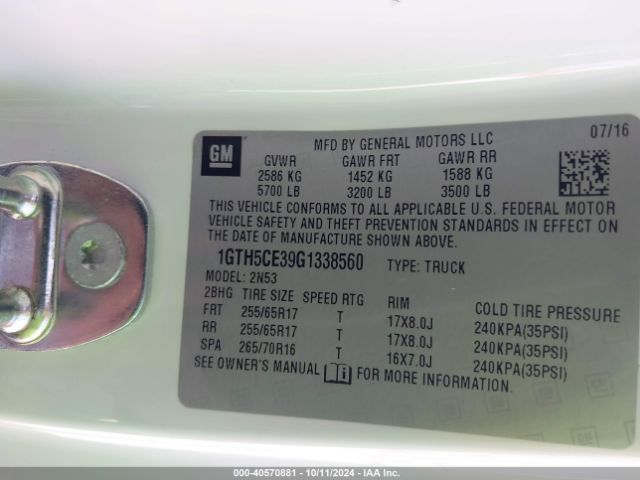 GM
MFD BY GENERAL MOTORS LLC
07/16
GVWR GAWR FRT GAWR RR
2586 KG 1452 KG 1588 KG
5700 LB 3200 LB 3500 LB
THIS VEHICLE CONFORMS TO ALL APPLICABLE U.S. FEDERAL MOTOR
VEHICLE SAFETY AND THEFT PREVENTION STANDARDS IN EFFECT ON
THE DATE OF MANUFACTURE SHOWN ABOVE.
1GTH5CE39G1338560 TYPE: TRUCK
MODEL: 2N53
2BHG TIRE SIZE SPEED RTG RIM COLD TIRE PRESSURE
FRT 255/65R17 T 17X8.0J 240KPA(35PSI)
RR 255/65R17 T 17X8.0J 240KPA(35PSI)
SPA 265/70R16 T 16X7.0J 240KPA(35PSI)
SEE OWNER'S MANUAL FOR MORE INFORMATION.
000-40570881 - 10/11/2024 - IAAI.COM